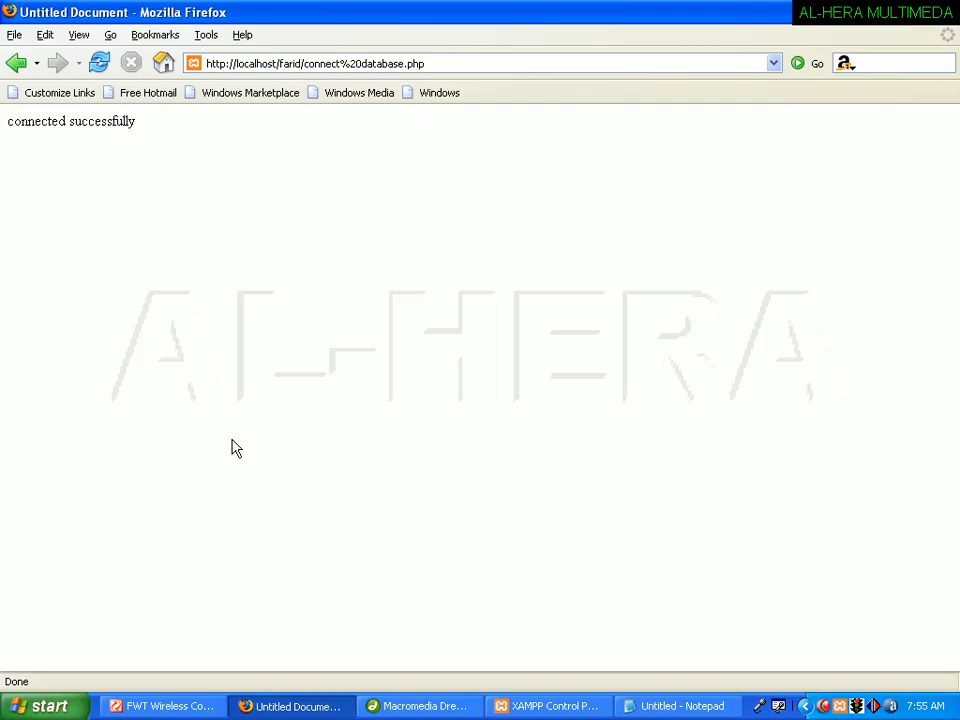 Untitled Document - Mozilla Firefox
AL-HERA MULTIMEDA
File Edit View Go Bookmarks Tools Help
http://localhost/farid/connect%20database.php
Go
Customize Links Free Hotmail Windows Marketplace Windows Media Windows
connected successfully
AL-HERA
Done
start FWT Wireless Co... Untitled Docume... Macromedia Dre... XAMPP Control P... Untitled - Notepad 7:55 AM